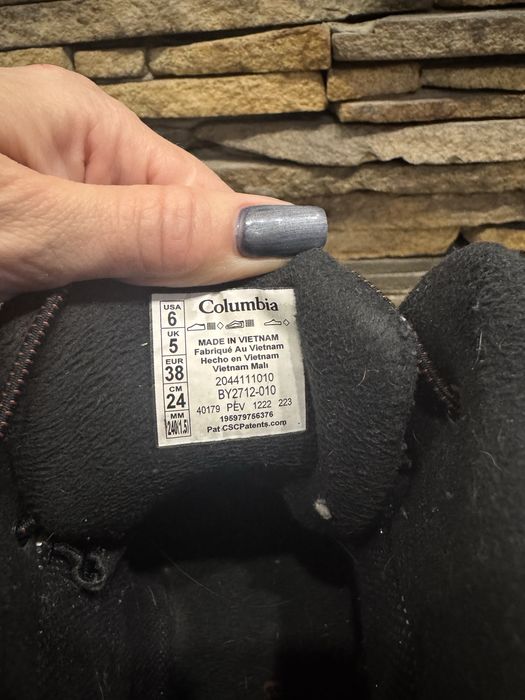 USA
6
UK
5
EUR
38
CM
24
MM
240(1.5)
Columbia
MADE IN VIETNAM
Fabriqué Au Vietnam
Hecho en Vietnam
Vietnam Malı
2044111010
BY2712-010
40179 PEV 1222 223
195979756376
Pat CSCPatents.com